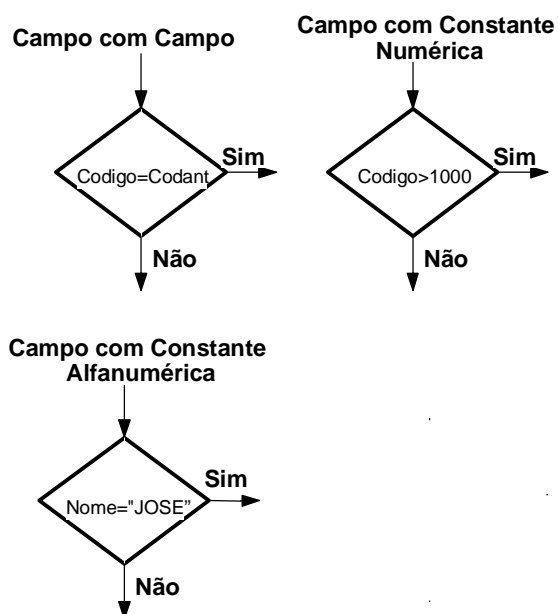 Campo com Campo
Codigo=Codant
Sim
Não
Campo com Constante
Numérica
Codigo>1000
Sim
Não
Campo com Constante
Alfanumérica
Nome="JOSE”
Sim
Não